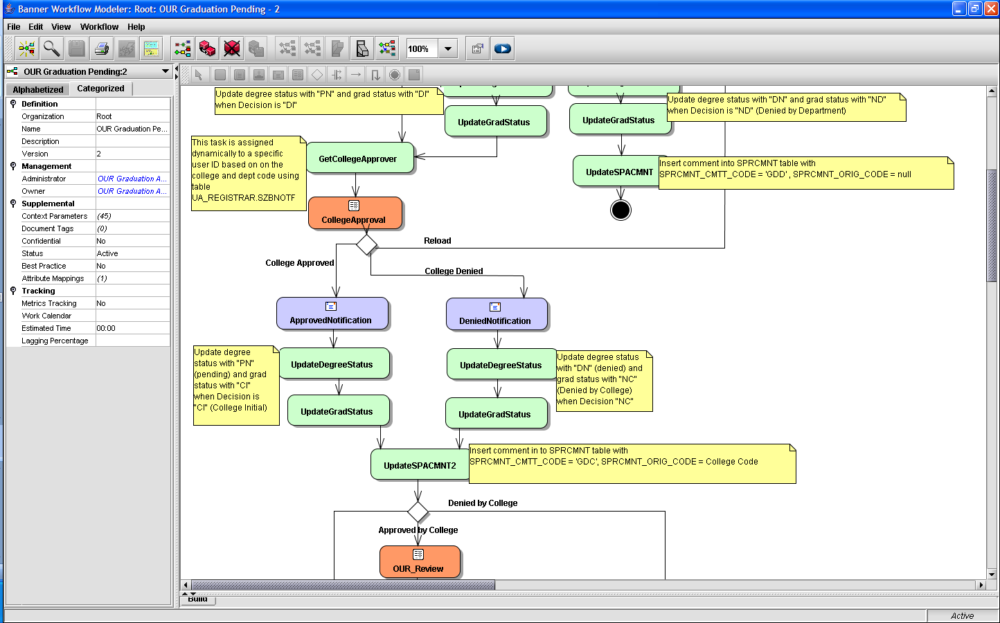 Banner Workflow Modeler: Root: OUR Graduation Pending - 2
File Edit View Workflow Help
100%
OUR Graduation Pending:2
Alphabetized Categorized
Definition
Organization Root
Name OUR Graduation Pe...
Description
Version 2
Management
Administrator OUR Graduation A...
Owner OUR Graduation A...
Supplemental
Context Parameters (45)
Document Tags (0)
Confidential No
Status Active
Best Practice No
Attribute Mappings (1)
Tracking
Metrics Tracking No
Work Calendar
Estimated Time 00:00
Lagging Percentage
Update degree status with "PN" and grad status with "DI"
when Decision is "DI"
UpdateGradStatus
UpdateGradStatus
Update degree status with "DN" and grad status with "ND"
when Decision is "ND" (Denied by Department)
This task is assigned
dynamically to a specific
user ID based on on the
college and dept code using
table
UA_REGISTRAR.SZBNOTF
GetCollegeApprover
UpdateSPACMNT
Insert comment into SPRCMNT table with
SPRCMNT_CMTT_CODE = 'GDD' , SPRCMNT_ORIG_CODE = null
CollegeApproval
Reload
College Approved
College Denied
ApprovedNotification
DeniedNotification
Update degree
status with "PN"
(pending) and grad
status with "CI"
when Decision is
"CI" (College Initial)
UpdateDegreeStatus
UpdateDegreeStatus
Update degree status
with "DN" (denied) and
grad status with "NC"
(Denied by College)
when Decision "NC"
UpdateGradStatus
UpdateGradStatus
UpdateSPACMNT2
Insert comment in to SPRCMNT table with
SPRCMNT_CMTT_CODE = 'GDC', SPRCMNT_ORIG_CODE = College Code
Denied by College
Approved by College
OUR_Review
Build
Active